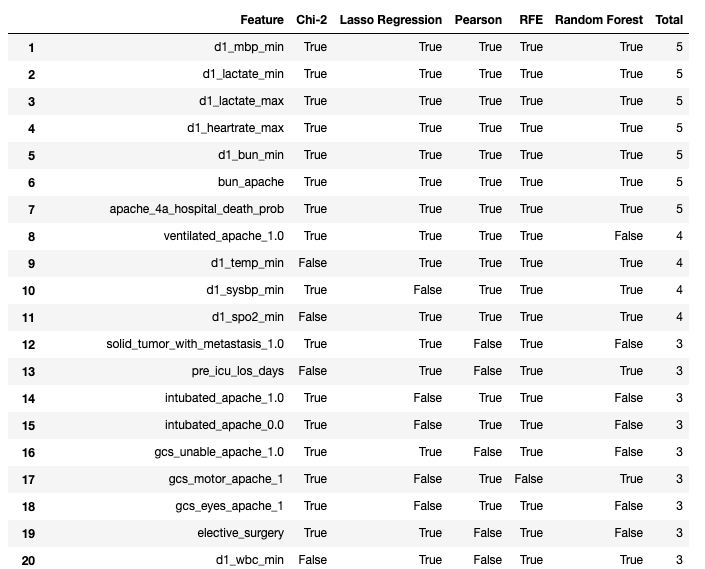 Feature Chi-2 Lasso Regression Pearson RFE Random Forest Total
1 d1_mbp_min True True True True True 5
2 d1_lactate_min True True True True True 5
3 d1_lactate_max True True True True True 5
4 d1_heartrate_max True True True True True 5
5 d1_bun_min True True True True True 5
6 bun_apache True True True True True 5
7 apache_4a_hospital_death_prob True True True True True 5
8 ventilated_apache_1.0 True True True True False 4
9 d1_temp_min False True True True True 4
10 d1_sysbp_min True False True True True 4
11 d1_spo2_min False True True True True 4
12 solid_tumor_with_metastasis_1.0 True True False True False 3
13 pre_icu_los_days False True False True True 3
14 intubated_apache_1.0 True False True True False 3
15 intubated_apache_0.0 True False True True False 3
16 gcs_unable_apache_1.0 True True False True False 3
17 gcs_motor_apache_1 True False True False True 3
18 gcs_eyes_apache_1 True False True True False 3
19 elective_surgery True True False True False 3
20 d1_wbc_min False True False True True 3